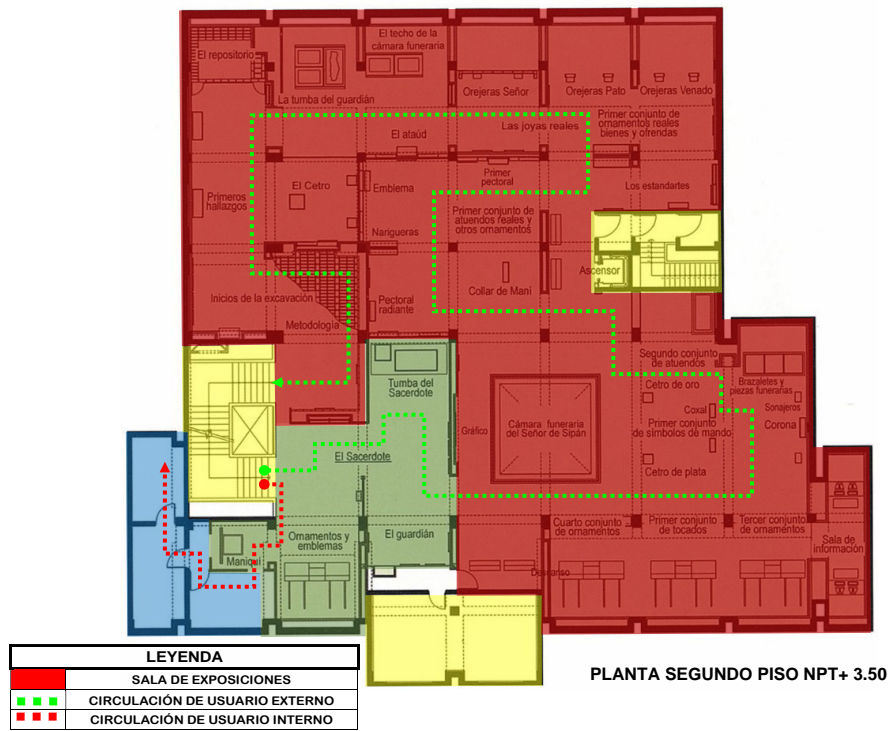 El techo de la
cámara funeraria
El repositorio
La tumba del guardián
Orejeras Señor
Orejeras Pato
Orejeras Venado
El ataúd
Las joyas reales
Primer conjunto de
ornamentos reales
bienes y ofrendas
Primeros
hallazgos
El Cetro
Emblema
Primer
pectoral
Los estandartes
Narigueras
Primer conjunto de
atuendos reales y
otros ornamentos
Ascensor
Inicios de la excavación
Metodología
Pectoral
radiante
Collar de Maní
Segundo conjunto
de atuendos
Tumba del
Sacerdote
Cetro de oro
Brazaletes y
piezas funerarias
Gráfico
Cámara funeraria
del Señor de Sipán
Coxal
Primer conjunto
de símbolos de mando
Sonajeros
Corona
El Sacerdote
Cetro de plata
Ornamentos y
emblemas
El guardián
Cuarto conjunto
de ornamentos
Primer conjunto
de tocados
Tercer conjunto
de ornamentos
Sala de
información
Maniquí
Descanso
LEYENDA
SALA DE EXPOSICIONES
CIRCULACIÓN DE USUARIO EXTERNO
CIRCULACIÓN DE USUARIO INTERNO
PLANTA SEGUNDO PISO NPT+ 3.50